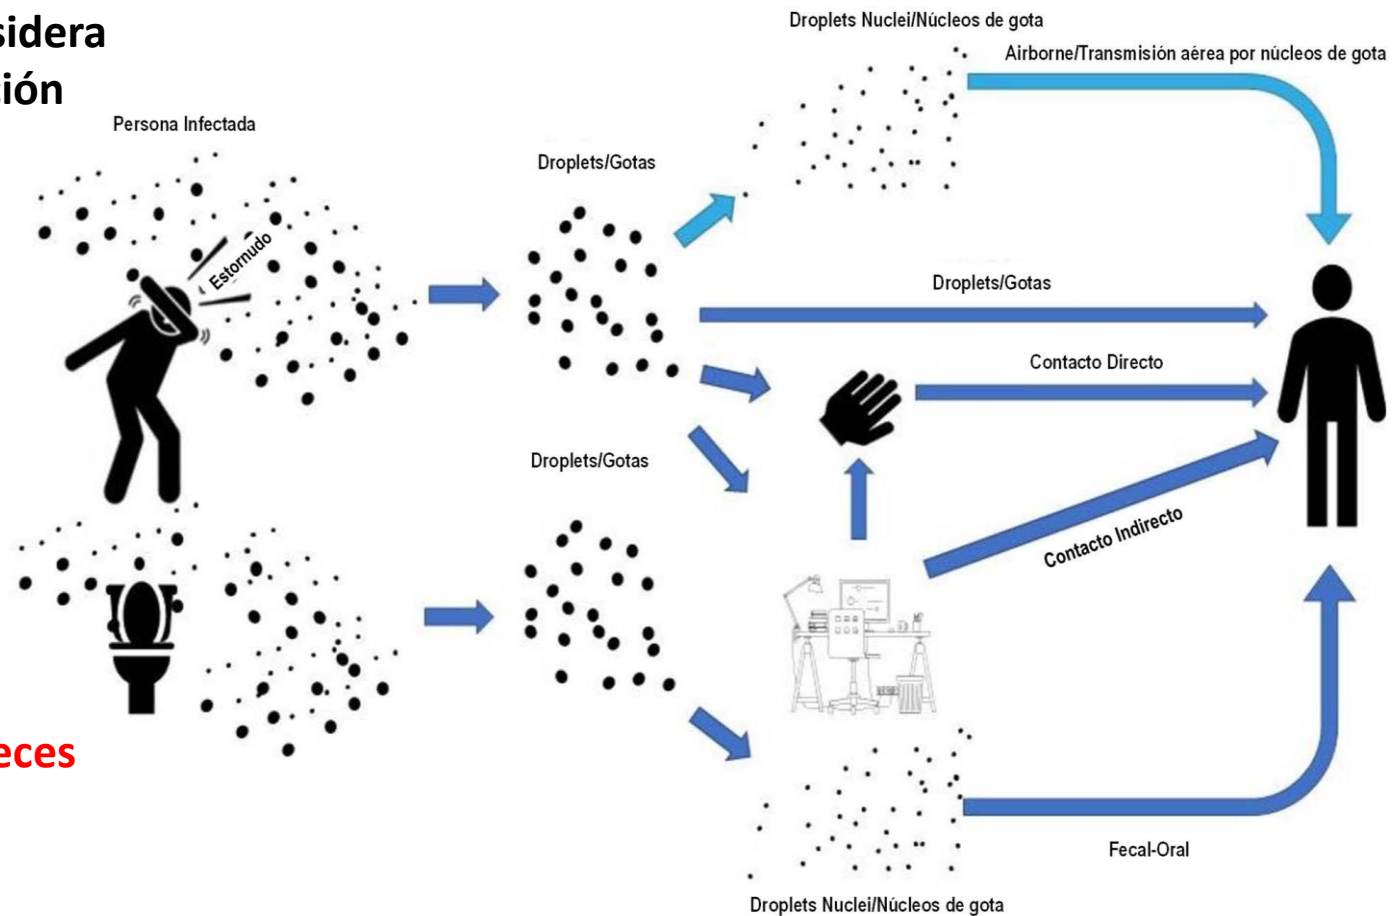 sidera
ción
Persona Infectada
Estornudo
Droplets/Gotas
Droplets Nuclei/Núcleos de gota
Airborne/Transmisión aérea por núcleos de gota
Droplets/Gotas
Contacto Directo
Contacto Indirecto
Droplets/Gotas
eces
Fecal-Oral
Droplets Nuclei/Núcleos de gota